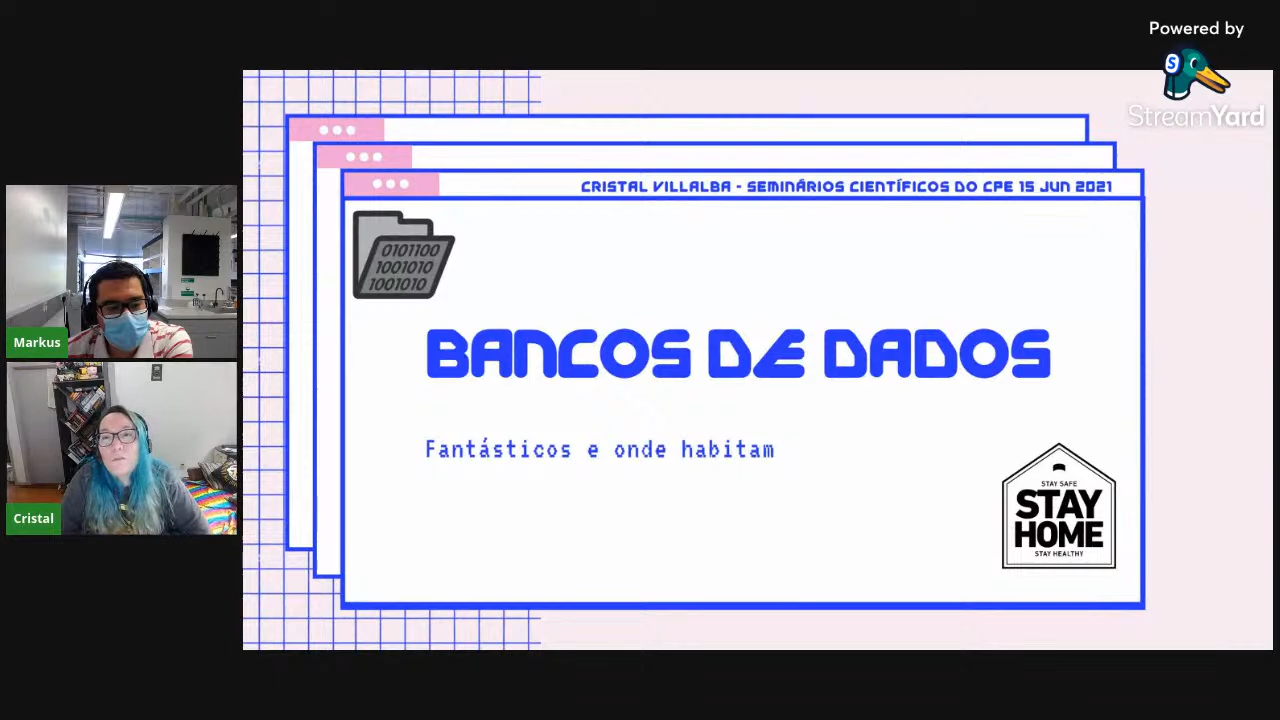 Powered by
StreamYard
CRISTAL VILLALBA - SEMINÁRIOS CIENTÍFICOS DO CPE 15 JUN 2021
0101100
1001010
1001010
BANCOS DE DADOS
Fantásticos e onde habitam
STAY SAFE
STAY
HOME
STAY HEALTHY
Markus
Cristal